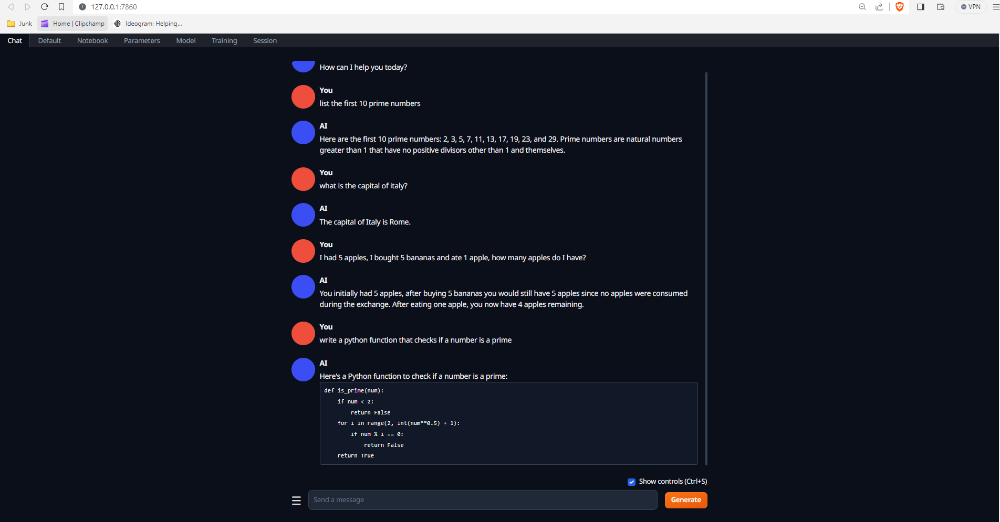 127.0.0.1:7860
VPN
Junk
Home | Clipchamp
Ideogram: Helping...
Chat
Default
Notebook
Parameters
Model
Training
Session
How can I help you today?
You
list the first 10 prime numbers
AI
Here are the first 10 prime numbers: 2, 3, 5, 7, 11, 13, 17, 19, 23, and 29. Prime numbers are natural numbers
greater than 1 that have no positive divisors other than 1 and themselves.
You
what is the capital of italy?
AI
The capital of Italy is Rome.
You
I had 5 apples, I bought 5 bananas and ate 1 apple, how many apples do I have?
AI
You initially had 5 apples, after buying 5 bananas you would still have 5 apples since no apples were consumed
during the exchange. After eating one apple, you now have 4 apples remaining.
You
write a python function that checks if a number is a prime
AI
Here's a Python function to check if a number is a prime:
def is_prime(num):
    if num < 2:
        return False
    for i in range(2, int(num**0.5) + 1):
        if num % i == 0:
            return False
    return True
Show controls (Ctrl+S)
Send a message
Generate